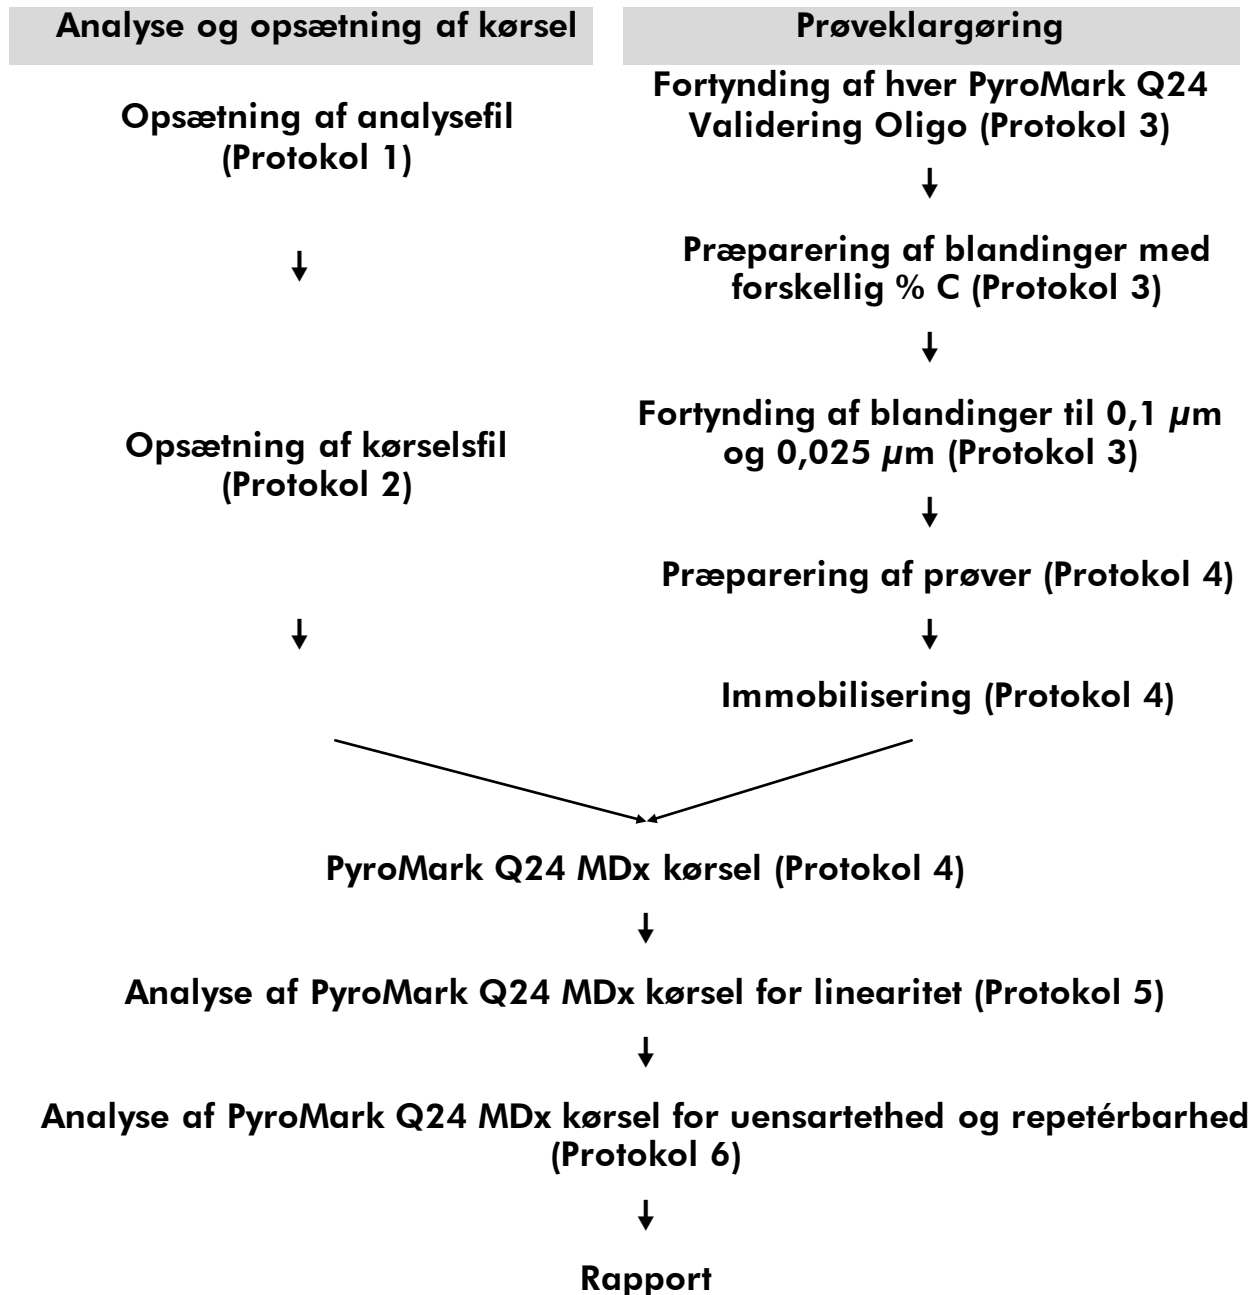 Analyse og opsætning af kørsel
Opsætning af analysefil
(Protokol 1)
Opsætning af kørselsfil
(Protokol 2)
Prøveklargøring
Fortynding af hver PyroMark Q24
Validering Oligo (Protokol 3)
Præparering af blandinger med
forskellig % C (Protokol 3)
Fortynding af blandinger til 0,1 µm
og 0,025 µm (Protokol 3)
Præparering af prøver (Protokol 4)
Immobilisering (Protokol 4)
PyroMark Q24 MDx kørsel (Protokol 4)
Analyse af PyroMark Q24 MDx kørsel for linearitet (Protokol 5)
Analyse af PyroMark Q24 MDx kørsel for uensartethed og repetérbarhed
(Protokol 6)
Rapport